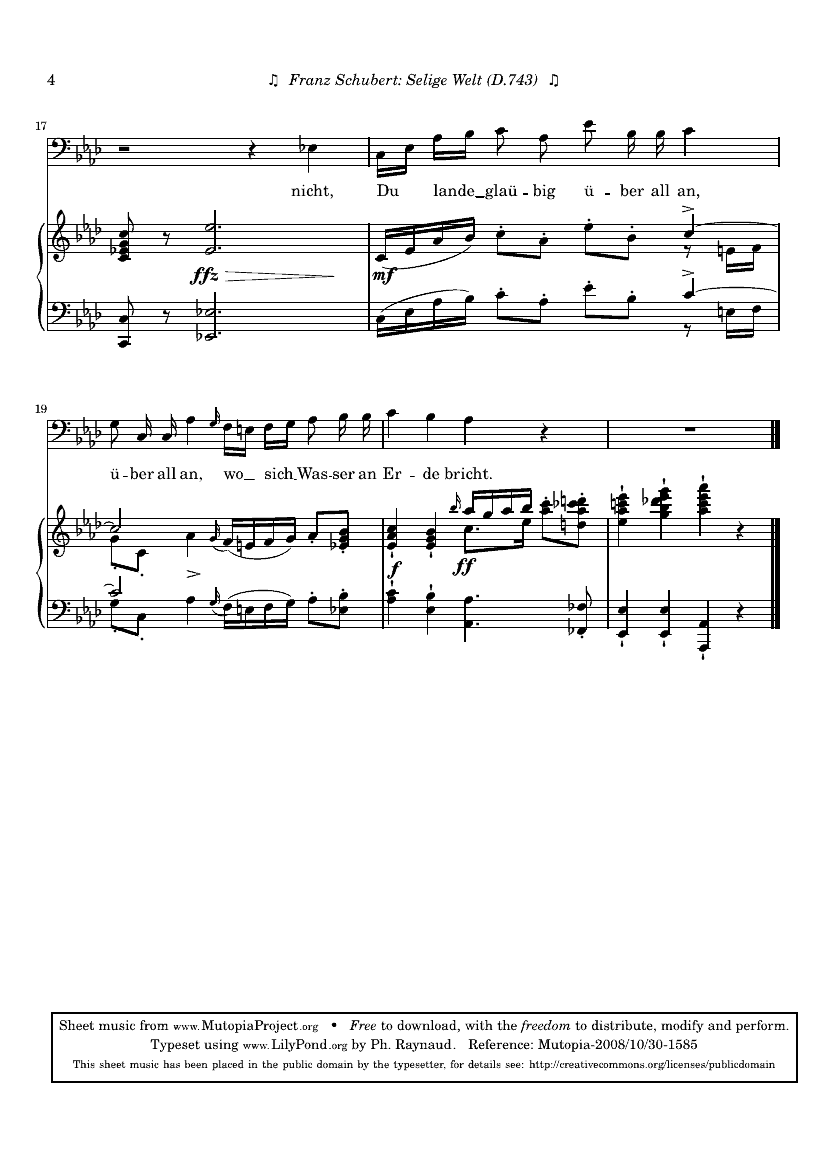 4
♫ Franz Schubert: Selige Welt (D.743) ♫
17
nicht, Du lande_glaü - big ü - ber all an,
ffz mf
19
ü - ber all an, wo_ sich_Was-ser an Er - de bricht.
f ff
Sheet music from www.MutopiaProject.org • Free to download, with the freedom to distribute, modify and perform.
Typeset using www.LilyPond.org by Ph. Raynaud. Reference: Mutopia-2008/10/30-1585
This sheet music has been placed in the public domain by the typesetter, for details see: http://creativecommons.org/licenses/publicdomain